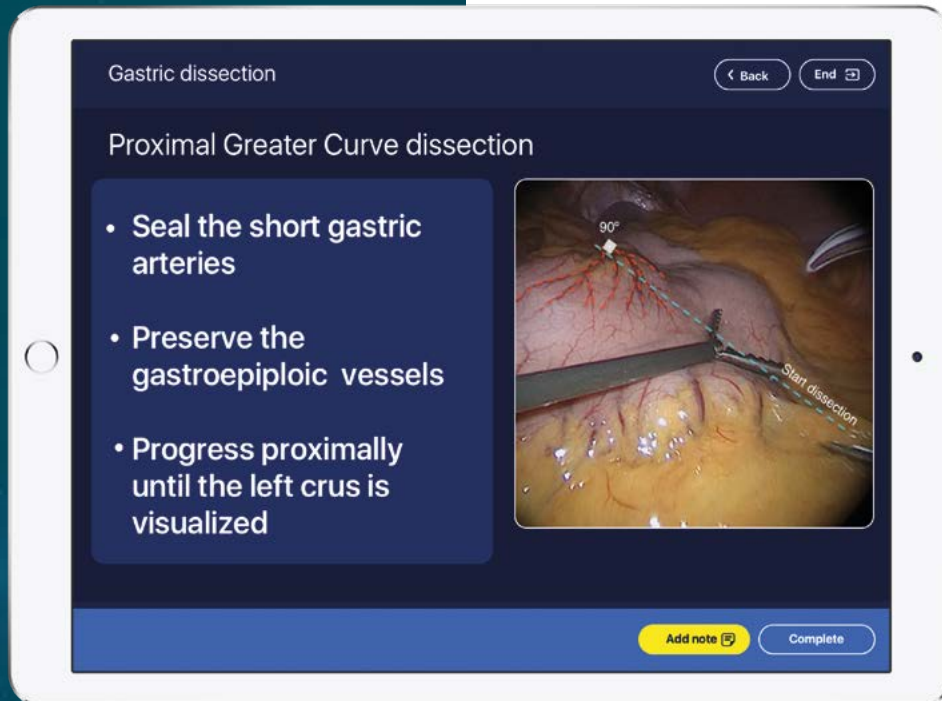 Gastric dissection
Back
End
Proximal Greater Curve dissection
• Seal the short gastric
arteries
• Preserve the
gastroepiploic vessels
• Progress proximally
until the left crus is
visualized
90°
Start dissection
Add note
Complete